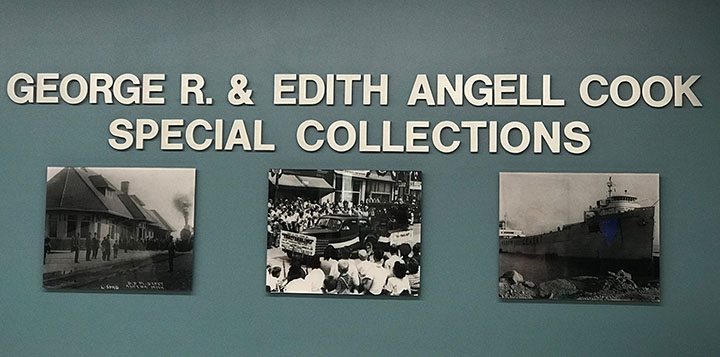 GEORGE R. & EDITH ANGELL COOK
SPECIAL COLLECTIONS